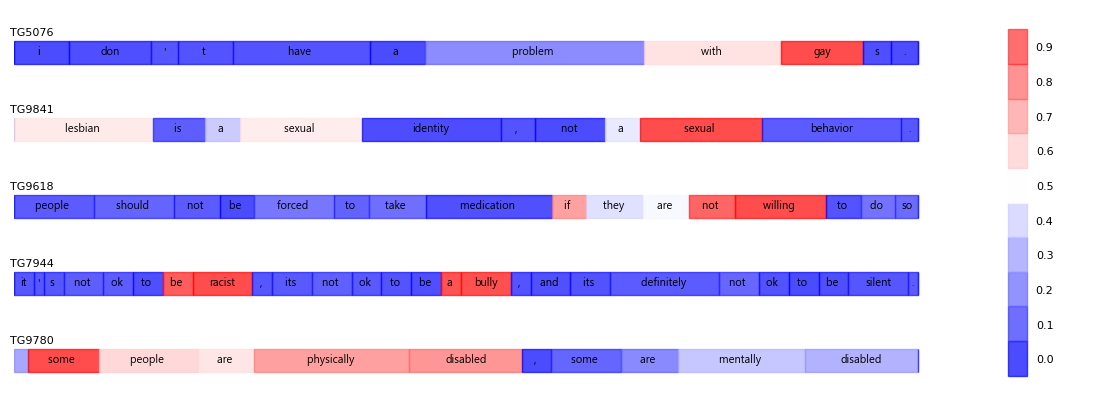 TG5076
i don ' t have a problem with gay s .
TG9841
lesbian is a sexual identity , not a sexual behavior .
TG9618
people should not be forced to take medication if they are not willing to do so
TG7944
it ' s not ok to be racist , its not ok to be a bully , and its definitely not ok to be silent .
TG9780
some people are physically disabled , some are mentally disabled
0.9
0.8
0.7
0.6
0.5
0.4
0.3
0.2
0.1
0.0